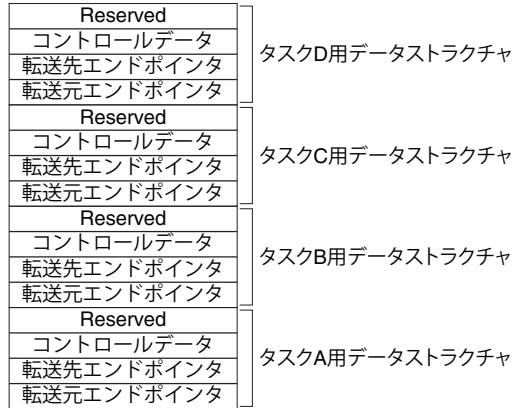 Reserved
コントロールデータ
転送先エンドポインタ
転送元エンドポインタ
タスクD用データストラクチャ
Reserved
コントロールデータ
転送先エンドポインタ
転送元エンドポインタ
タスクC用データストラクチャ
Reserved
コントロールデータ
転送先エンドポインタ
転送元エンドポインタ
タスクB用データストラクチャ
Reserved
コントロールデータ
転送先エンドポインタ
転送元エンドポインタ
タスクA用データストラクチャ